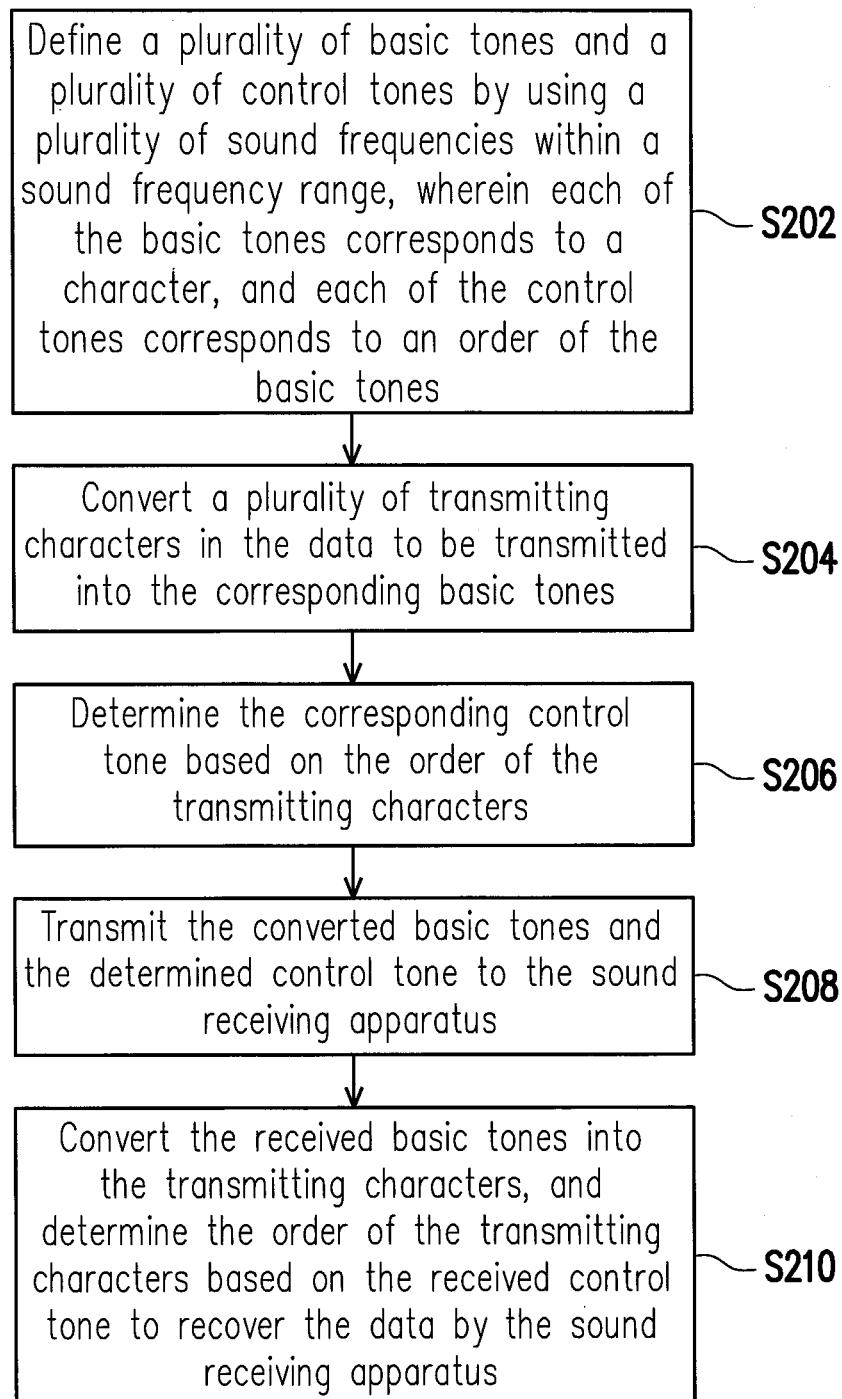 Define a plurality of basic tones and a
plurality of control tones by using a
plurality of sound frequencies within a
sound frequency range, wherein each of
the basic tones corresponds to a
character, and each of the control
tones corresponds to an order of the
basic tones
S202
Convert a plurality of transmitting
characters in the data to be transmitted
into the corresponding basic tones
S204
Determine the corresponding control
tone based on the order of the
transmitting characters
S206
Transmit the converted basic tones and
the determined control tone to the sound
receiving apparatus
S208
Convert the received basic tones into
the transmitting characters, and
determine the order of the transmitting
characters based on the received control
tone to recover the data by the sound
receiving apparatus
S210